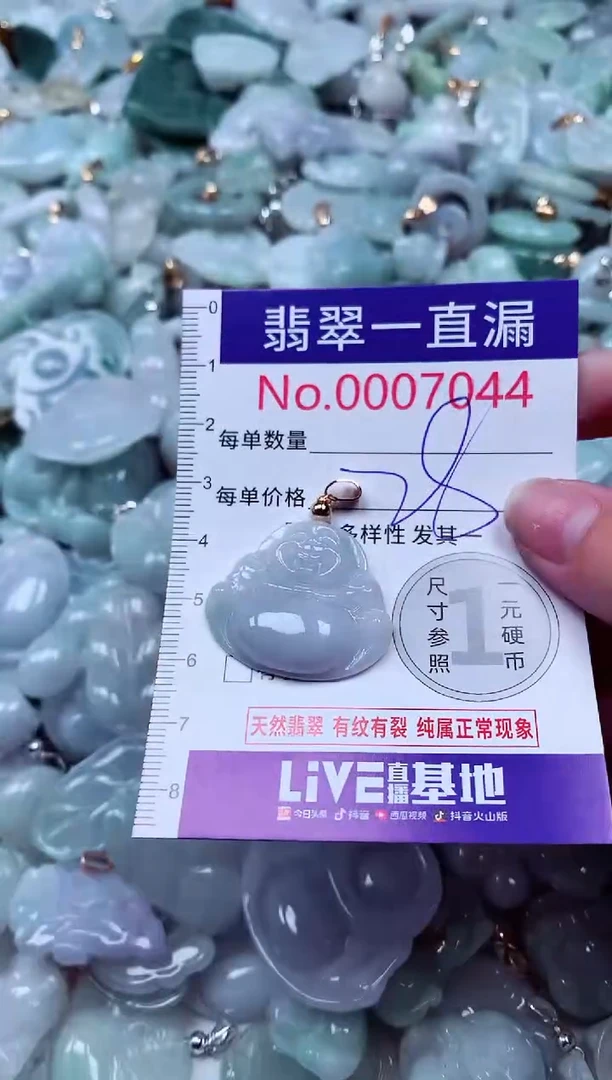 0
翡翠一直漏
1
No.0007044
2
每单数量
3
每单价格
28
4
多样性 发其一
5
尺寸参照
1
一元硬币
6
7
天然翡翠 有纹有裂 纯属正常现象
8
LiVE直播基地
今日头条 抖音 西瓜视频 抖音火山版